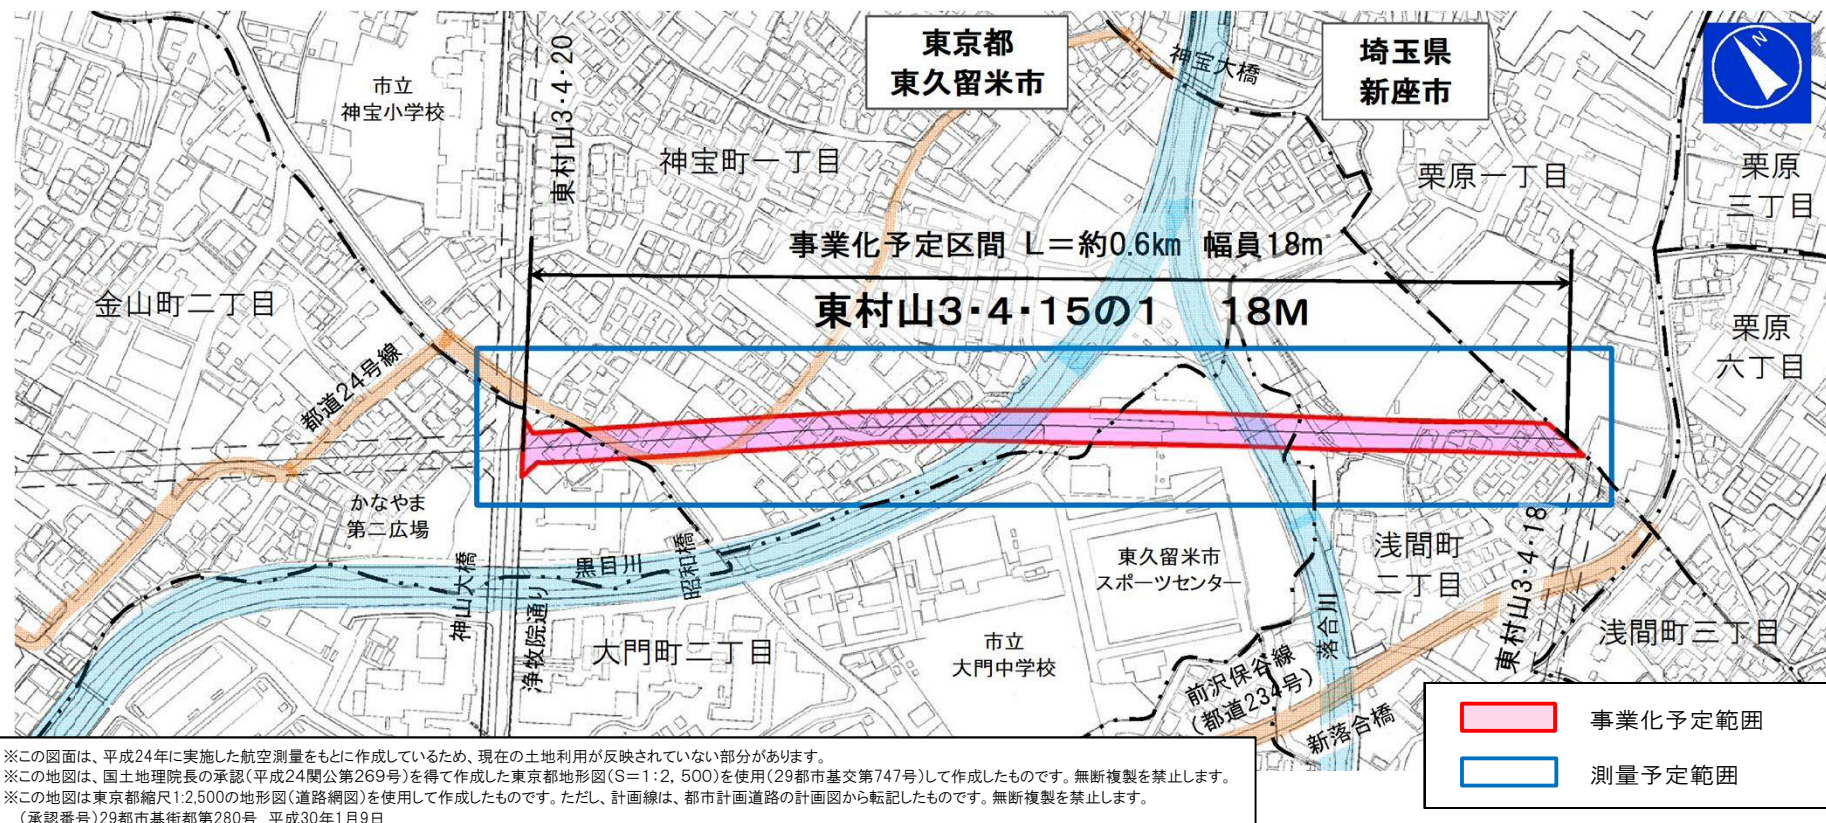 東京都
東久留米市
埼玉県
新座市
N
市立
神宝小学校
東村山3・4・20
神宝町一丁目
神宝大橋
栗原一丁目
栗原
三丁目
事業化予定区間 L=約0.6km 幅員18m
東村山3・4・15の1 18M
金山町二丁目
都道24号線
栗原
六丁目
かなやま
第二広場
神山大橋
浄牧院通り
黒目川
昭和橋
大門町二丁目
市立
大門中学校
東久留米市
スポーツセンター
浅間町
二丁目
東村山3・4・18
浅間町三丁目
落合川
前沢保谷線
(都道234号)
新落合橋
事業化予定範囲
測量予定範囲
※この図面は、平成24年に実施した航空測量をもとに作成しているため、現在の土地利用が反映されていない部分があります。
※この地図は、国土地理院長の承認(平成24関公第269号)を得て作成した東京都地形図(S=1:2,500)を使用(29都市基交第747号)して作成したものです。無断複製を禁止します。
※この地図は東京都縮尺1:2,500の地形図(道路網図)を使用して作成したものです。ただし、計画線は、都市計画道路の計画図から転記したものです。無断複製を禁止します。
(承認番号)29都市基街都第280号 平成30年1月9日